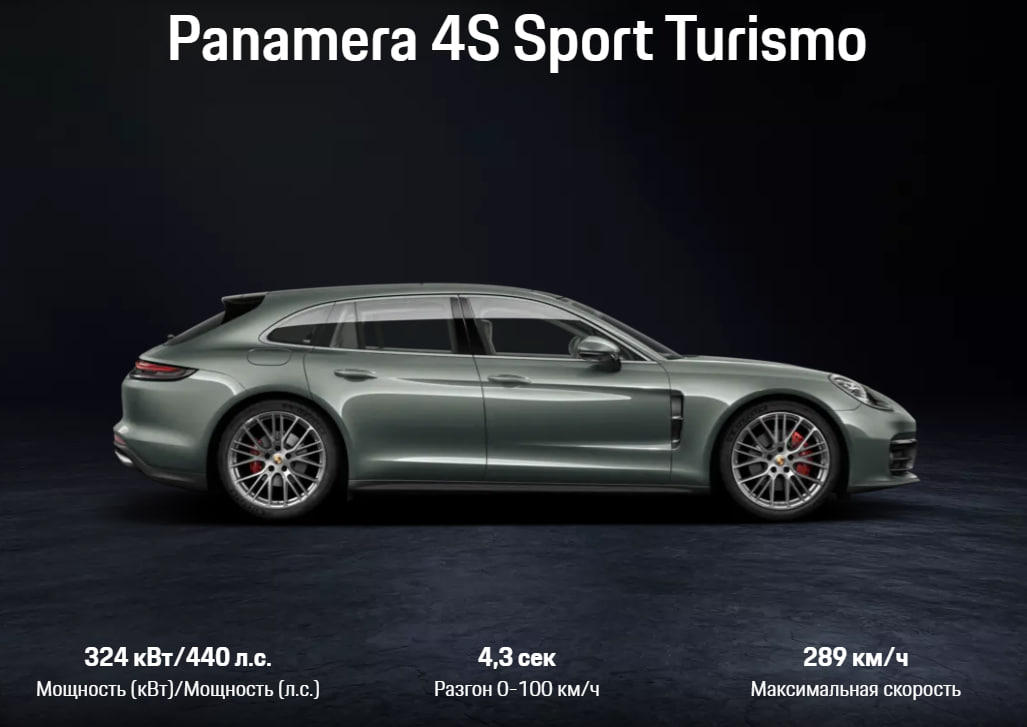 Panamera 4S Sport Turismo
324 кВт/440 л.с.
Мощность (кВт)/Мощность (л.с.)
4,3 сек
Разгон 0-100 км/ч
289 км/ч
Максимальная скорость